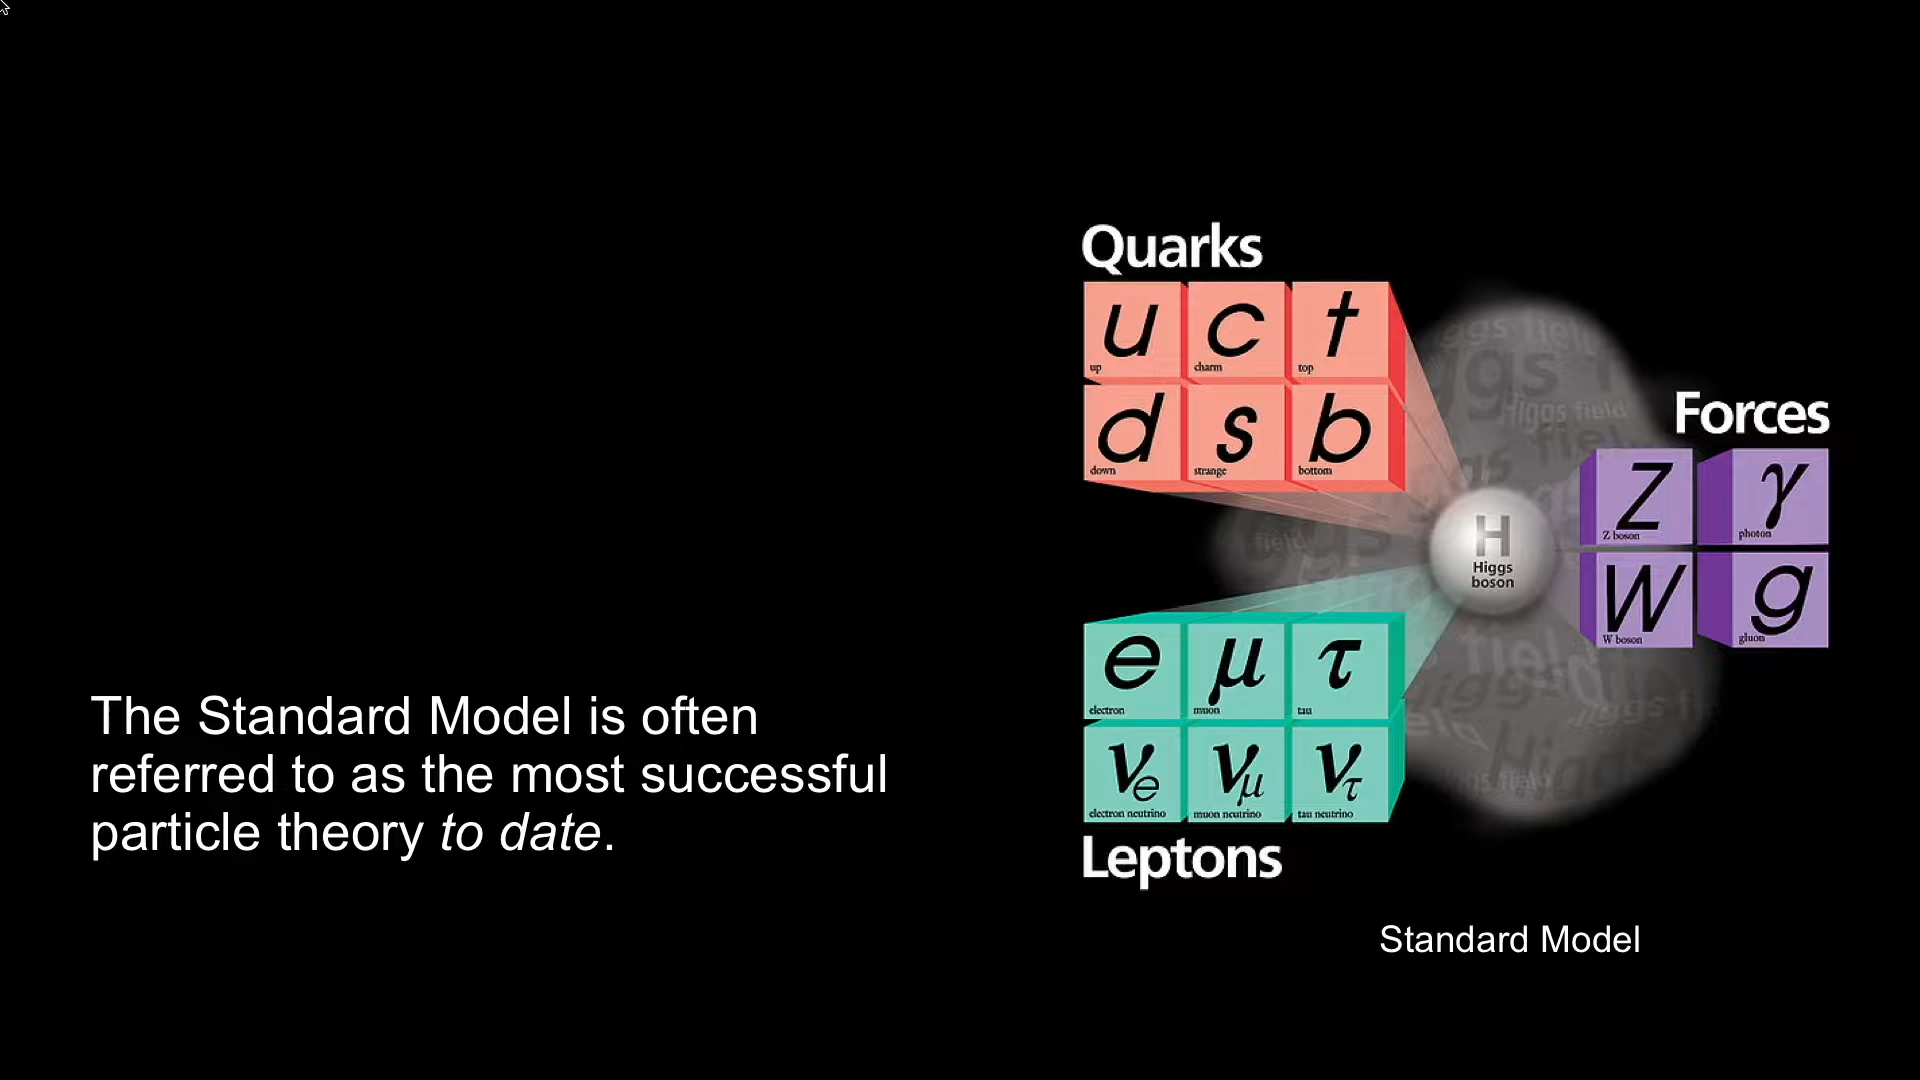 The Standard Model is often
referred to as the most successful
particle theory to date.
Quarks
u c t
up charm top
d s b
down strange bottom
Forces
Z γ
Z boson photon
W g
W boson gluon
H
Higgs
boson
e μ τ
electron muon tau
νe νμ ντ
electron neutrino muon neutrino tau neutrino
Leptons
Higgs field
Standard Model